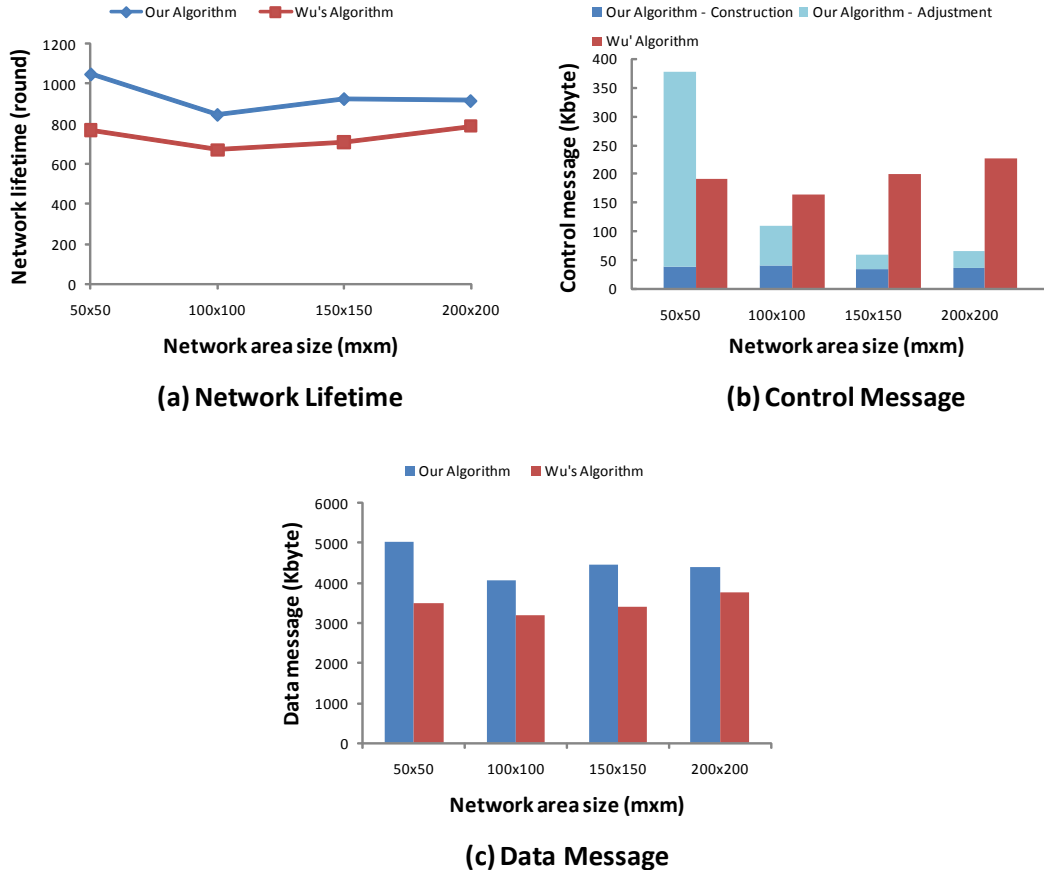 Our Algorithm Wu's Algorithm
Network lifetime (round)
1200
1000
800
600
400
200
0
50x50 100x100 150x150 200x200
Network area size (mxm)
(a) Network Lifetime
Our Algorithm - Construction Our Algorithm - Adjustment
Wu' Algorithm
Control message (Kbyte)
400
350
300
250
200
150
100
50
0
50x50 100x100 150x150 200x200
Network area size (mxm)
(b) Control Message
Our Algorithm Wu's Algorithm
Data message (Kbyte)
6000
5000
4000
3000
2000
1000
0
50x50 100x100 150x150 200x200
Network area size (mxm)
(c) Data Message